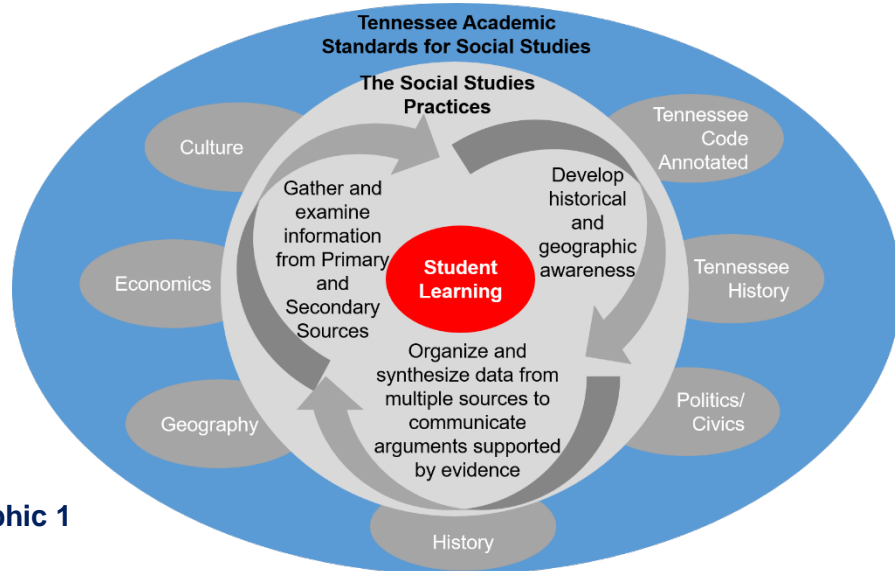 Tennessee Academic
Standards for Social Studies
The Social Studies
Practices
Culture
Tennessee
Code
Annotated
Gather and
examine
information
from Primary
and
Secondary
Sources
Develop
historical
and
geographic
awareness
Student
Learning
Economics
Tennessee
History
Organize and
synthesize data from
multiple sources to
communicate
arguments supported
by evidence
Geography
Politics/
Civics
History
phic 1